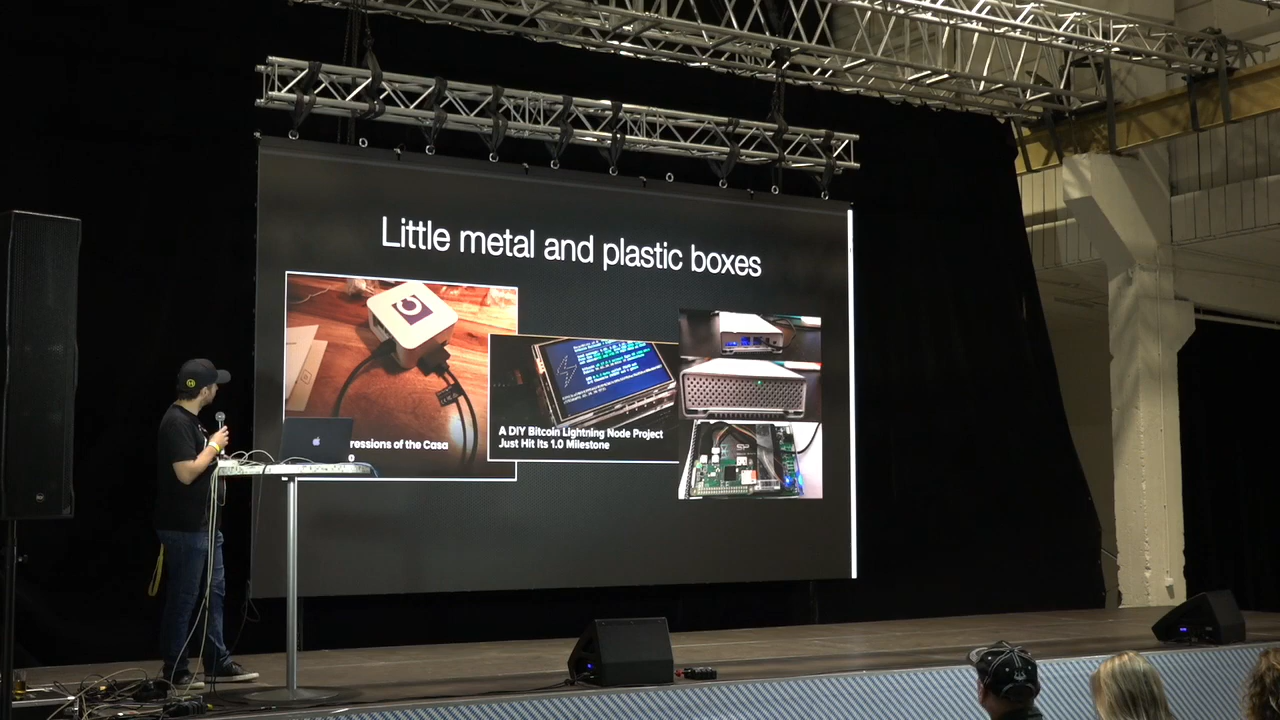 Little metal and plastic boxes
ressions of the Casa
A DIY Bitcoin Lightning Node Project
Just Hit Its 1.0 Milestone